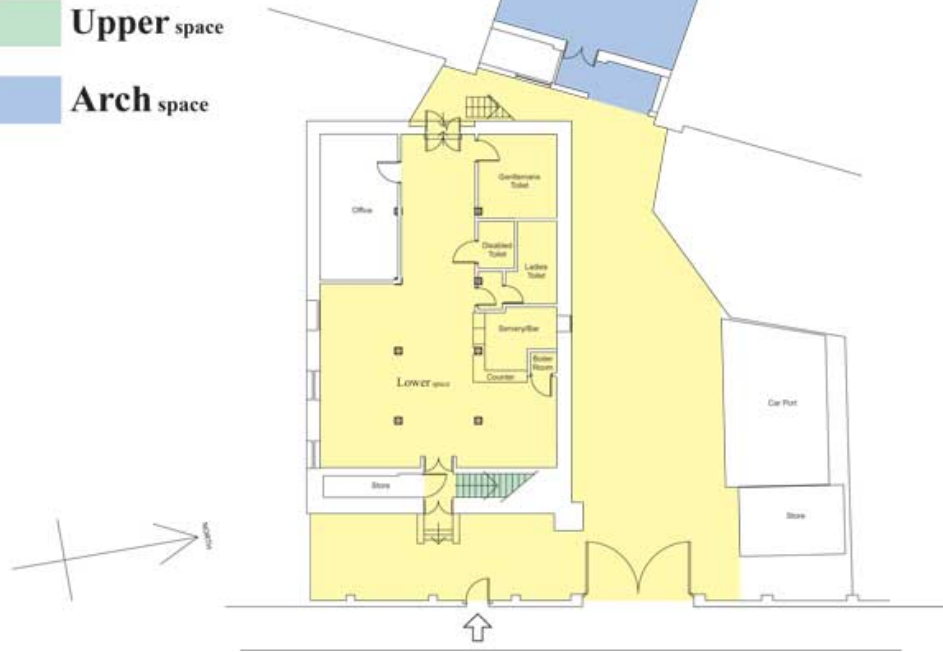 Upper space
Arch space
Gentlemans
Toilet
Office
Disabled
Toilet
Ladies
Toilet
Servery/Bar
Boiler
Room
Counter
Lower space
Car Port
Store
Store
NORTH